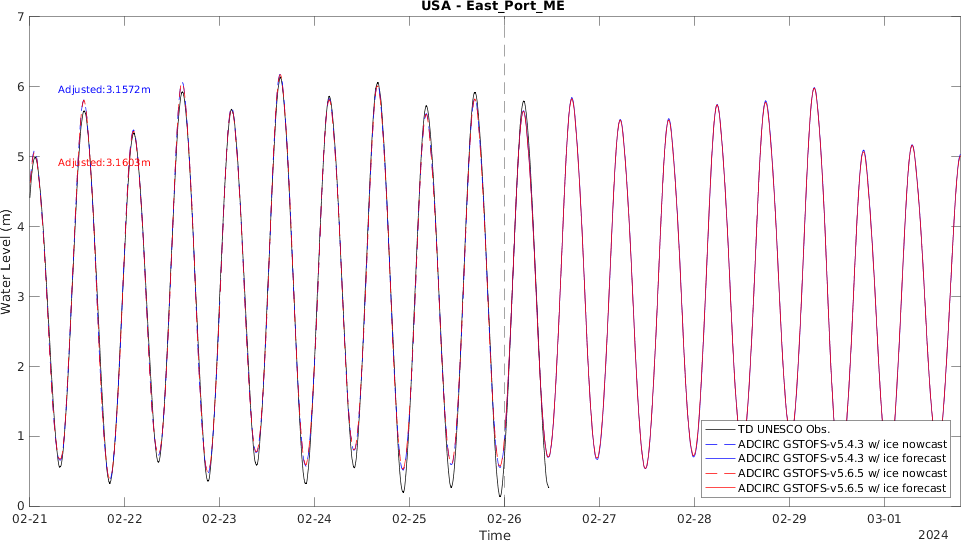 USA - East_Port_ME
7
6
5
4
3
2
1
0
Water Level (m)
Adjusted:3.1572m
Adjusted:3.1603m
TD UNESCO Obs.
ADCIRC GSTOFS-v5.4.3 w/ ice nowcast
ADCIRC GSTOFS-v5.4.3 w/ ice forecast
ADCIRC GSTOFS-v5.6.5 w/ ice nowcast
ADCIRC GSTOFS-v5.6.5 w/ ice forecast
02-21 02-22 02-23 02-24 02-25 02-26 02-27 02-28 02-29 03-01
Time
2024